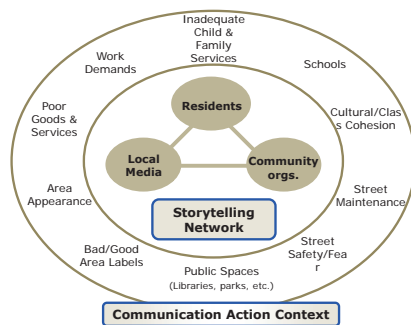 Inadequate
Child &
Family
Services
Work
Demands
Schools
Poor
Goods &
Services
Residents
Cultural/Clas
s Cohesion
Local
Media
Community
orgs.
Area
Appearance
Street
Maintenance
Storytelling
Network
Bad/Good
Area Labels
Street
Safety/Fea
r
Public Spaces
(Libraries, parks, etc.)
Communication Action Context